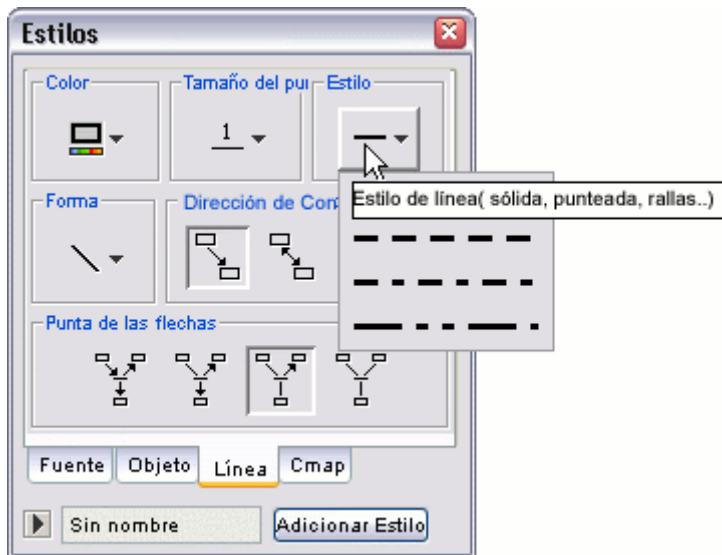 Estilos
Color
Tamaño del pu
Estilo
1
Forma
Dirección de Con
Estilo de línea( sólida, punteada, rallas..)
Punta de las flechas
Fuente
Objeto
Línea
Cmap
Sin nombre
Adicionar Estilo